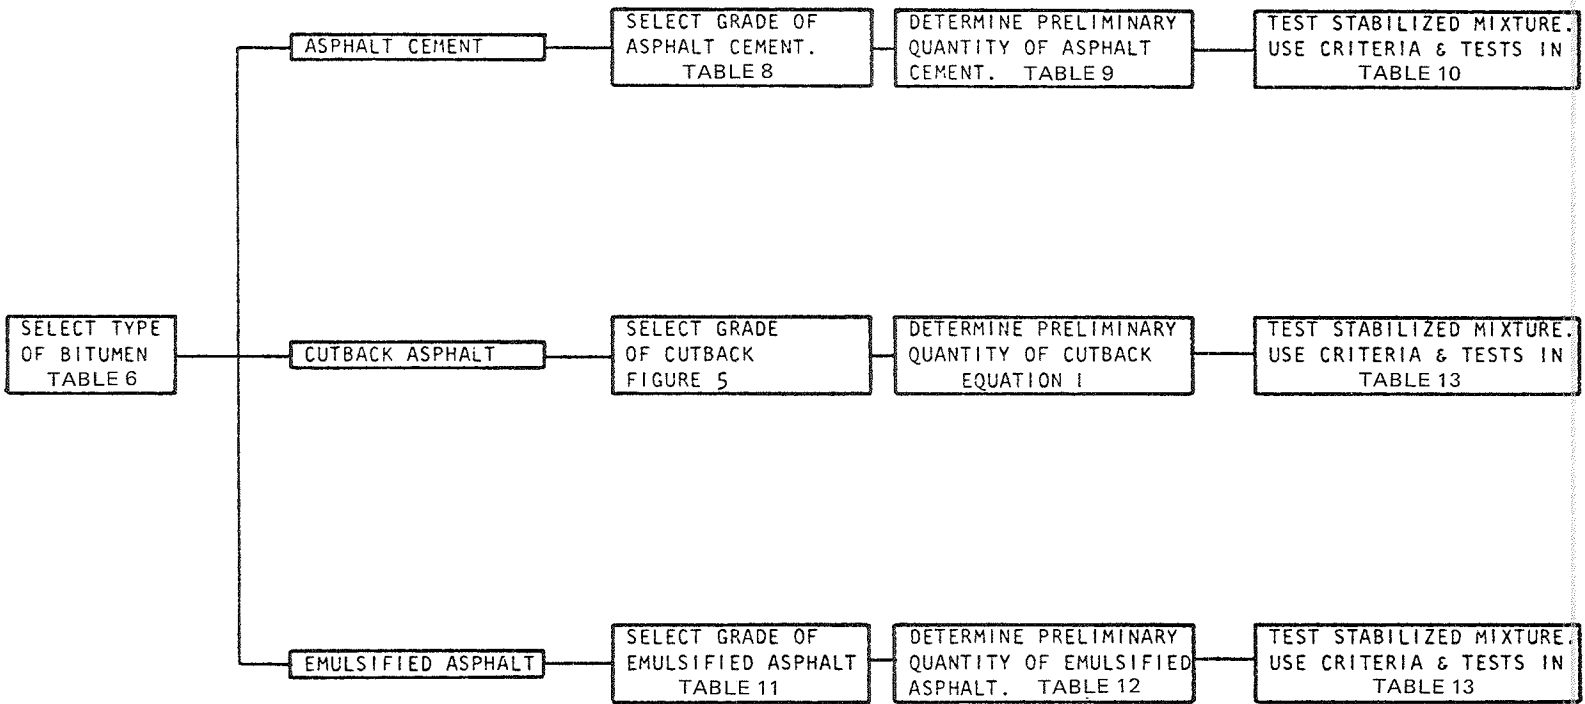 ASPHALT CEMENT
SELECT GRADE OF
ASPHALT CEMENT.
TABLE 8
DETERMINE PRELIMINARY
QUANTITY OF ASPHALT
CEMENT. TABLE 9
TEST STABILIZED MIXTURE.
USE CRITERIA & TESTS IN
TABLE 10
SELECT TYPE
OF BITUMEN
TABLE 6
CUTBACK ASPHALT
SELECT GRADE
OF CUTBACK
FIGURE 5
DETERMINE PRELIMINARY
QUANTITY OF CUTBACK
EQUATION 1
TEST STABILIZED MIXTURE.
USE CRITERIA & TESTS IN
TABLE 13
EMULSIFIED ASPHALT
SELECT GRADE OF
EMULSIFIED ASPHALT
TABLE 11
DETERMINE PRELIMINARY
QUANTITY OF EMULSIFIED
ASPHALT. TABLE 12
TEST STABILIZED MIXTURE.
USE CRITERIA & TESTS IN
TABLE 13